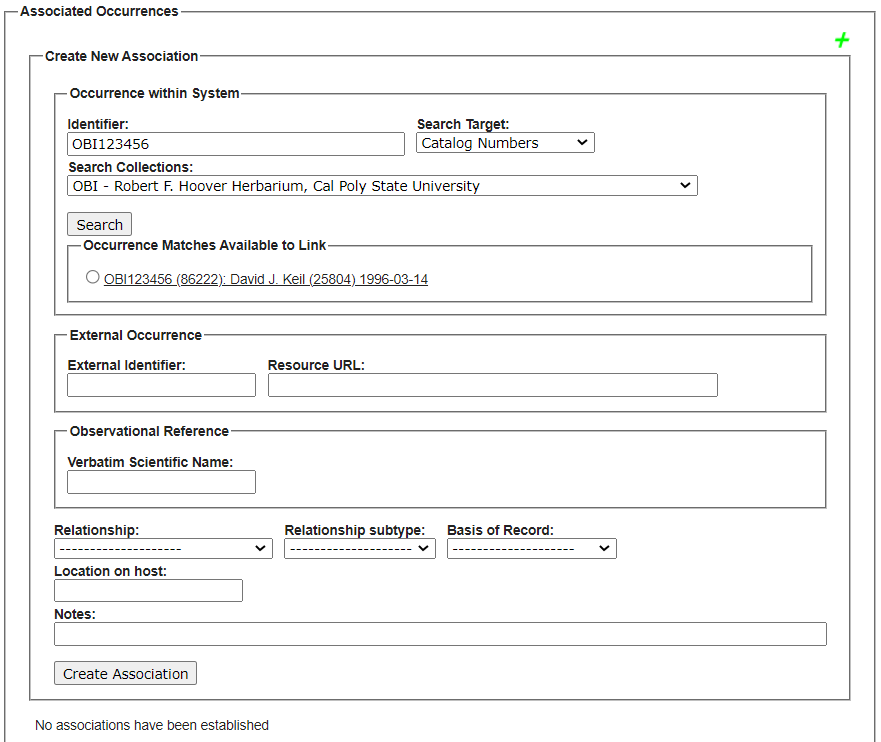 Associated Occurrences
Create New Association
Occurrence within System
Identifier: Search Target:
OBI123456 Catalog Numbers
Search Collections:
OBI - Robert F. Hoover Herbarium, Cal Poly State University
Search
Occurrence Matches Available to Link
OBI123456 (86222): David J. Keil (25804) 1996-03-14
External Occurrence
External Identifier: Resource URL:
Observational Reference
Verbatim Scientific Name:
Relationship: Relationship subtype: Basis of Record:
-------------------- -------------------- --------------------
Location on host:
Notes:
Create Association
No associations have been established